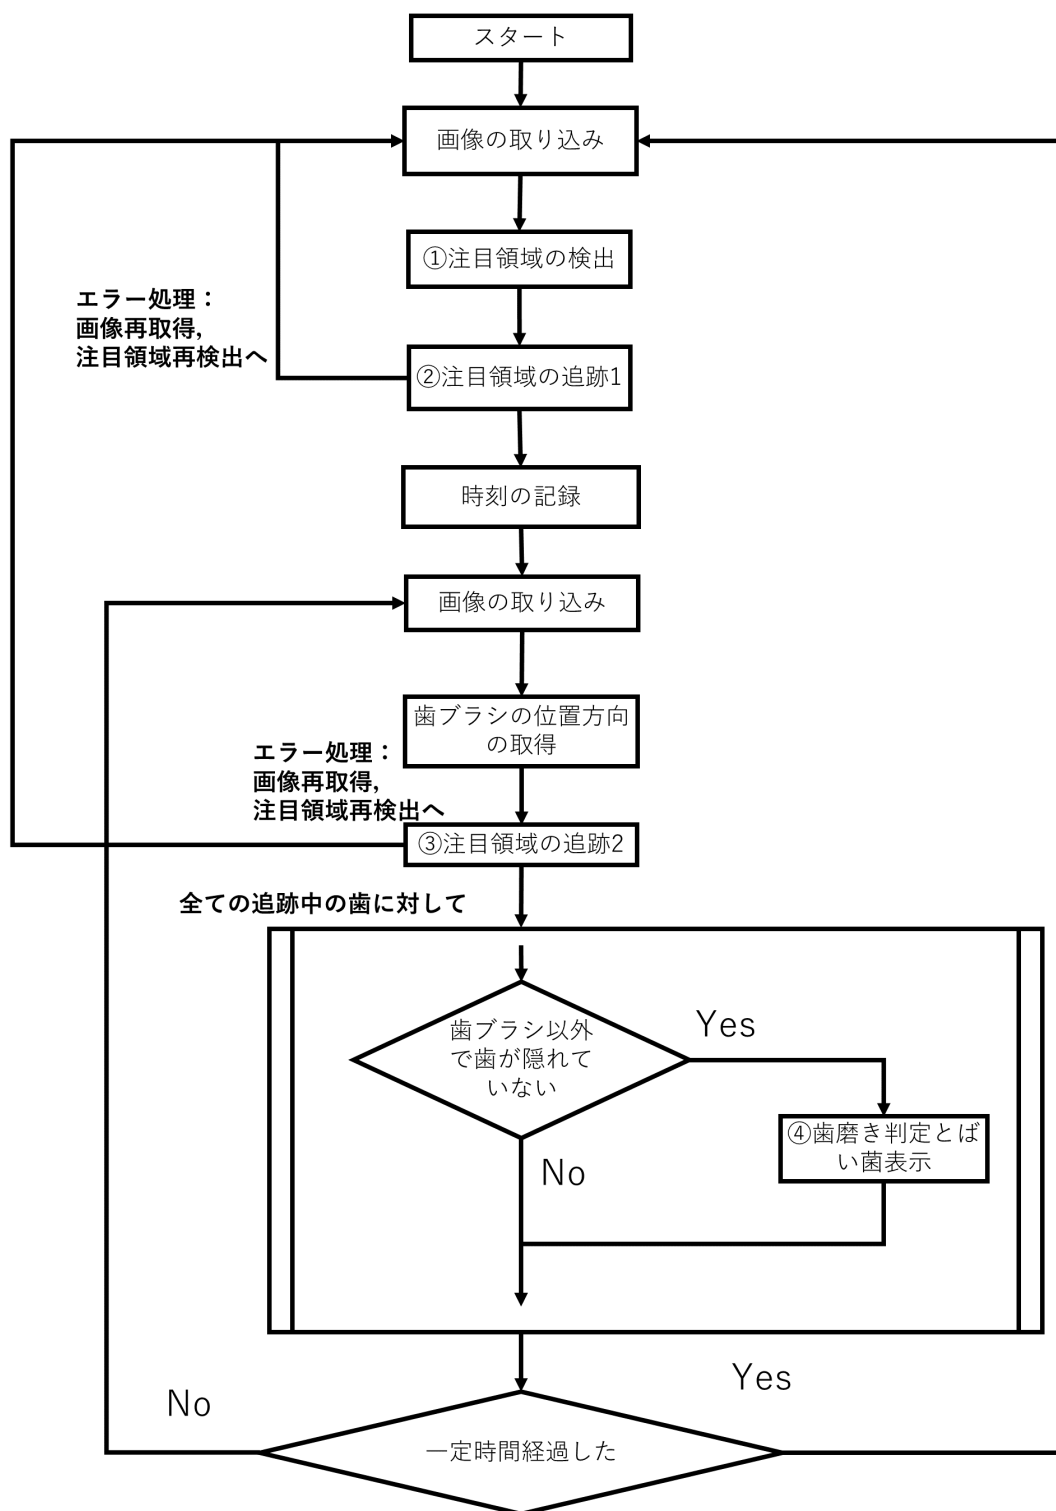 スタート
画像の取り込み
①注目領域の検出
エラー処理：
画像再取得,
注目領域再検出へ
②注目領域の追跡1
時刻の記録
画像の取り込み
歯ブラシの位置方向
の取得
エラー処理：
画像再取得,
注目領域再検出へ
③注目領域の追跡2
全ての追跡中の歯に対して
歯ブラシ以外
で歯が隠れて
いない
Yes
④歯磨き判定とば
い菌表示
No
Yes
No
一定時間経過した